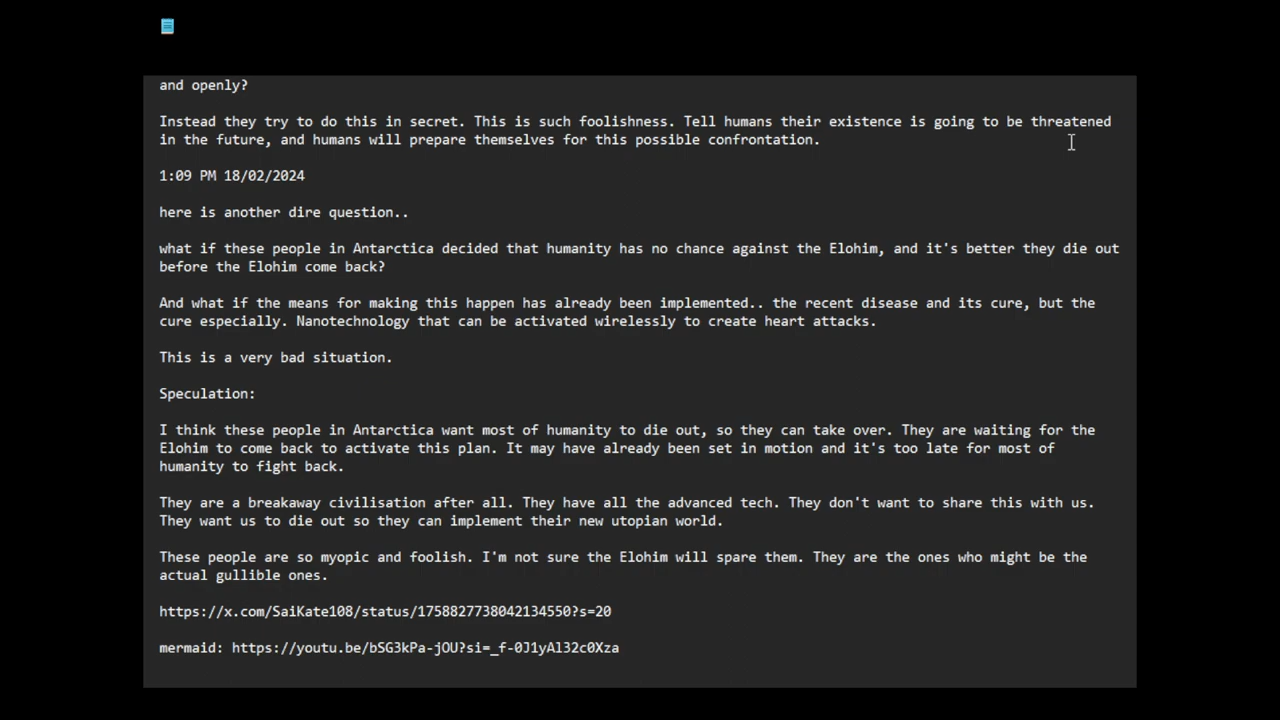 and openly?
Instead they try to do this in secret. This is such foolishness. Tell humans their existence is going to be threatened
in the future, and humans will prepare themselves for this possible confrontation.
1:09 PM 18/02/2024
here is another dire question..
what if these people in Antarctica decided that humanity has no chance against the Elohim, and it's better they die out
before the Elohim come back?
And what if the means for making this happen has already been implemented.. the recent disease and its cure, but the
cure especially. Nanotechnology that can be activated wirelessly to create heart attacks.
This is a very bad situation.
Speculation:
I think these people in Antarctica want most of humanity to die out, so they can take over. They are waiting for the
Elohim to come back to activate this plan. It may have already been set in motion and it's too late for most of
humanity to fight back.
They are a breakaway civilisation after all. They have all the advanced tech. They don't want to share this with us.
They want us to die out so they can implement their new utopian world.
These people are so myopic and foolish. I'm not sure the Elohim will spare them. They are the ones who might be the
actual gullible ones.
https://x.com/SaiKate108/status/1758827738042134550?s=20
mermaid: https://youtu.be/bSG3kPa-jOU?si=_f-0J1yAl32c0Xza